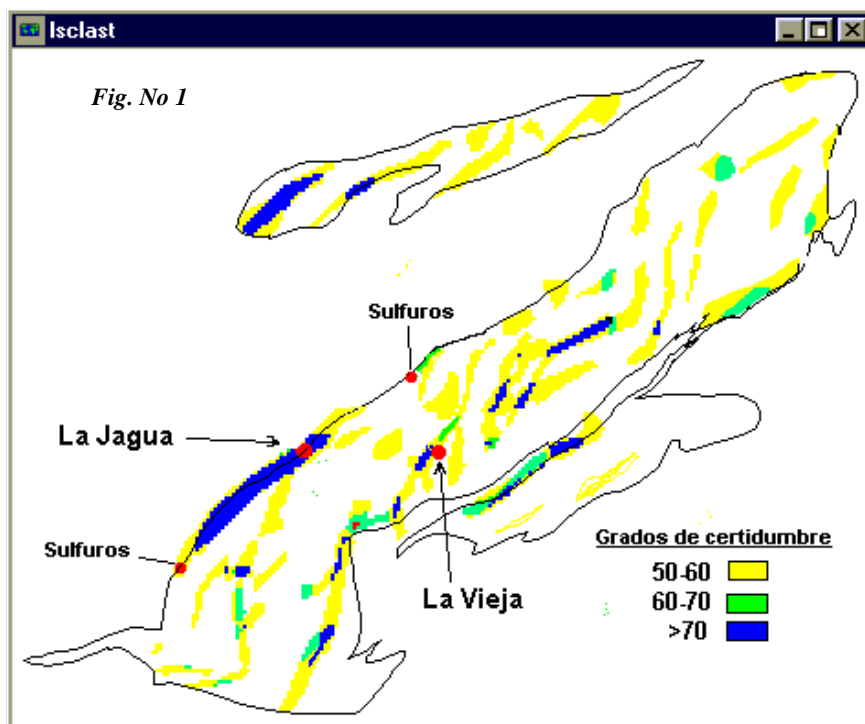 Isclast
Fig. No 1
Sulfuros
La Jagua
Sulfuros
La Vieja
Grados de certidumbre
50-60
60-70
>70